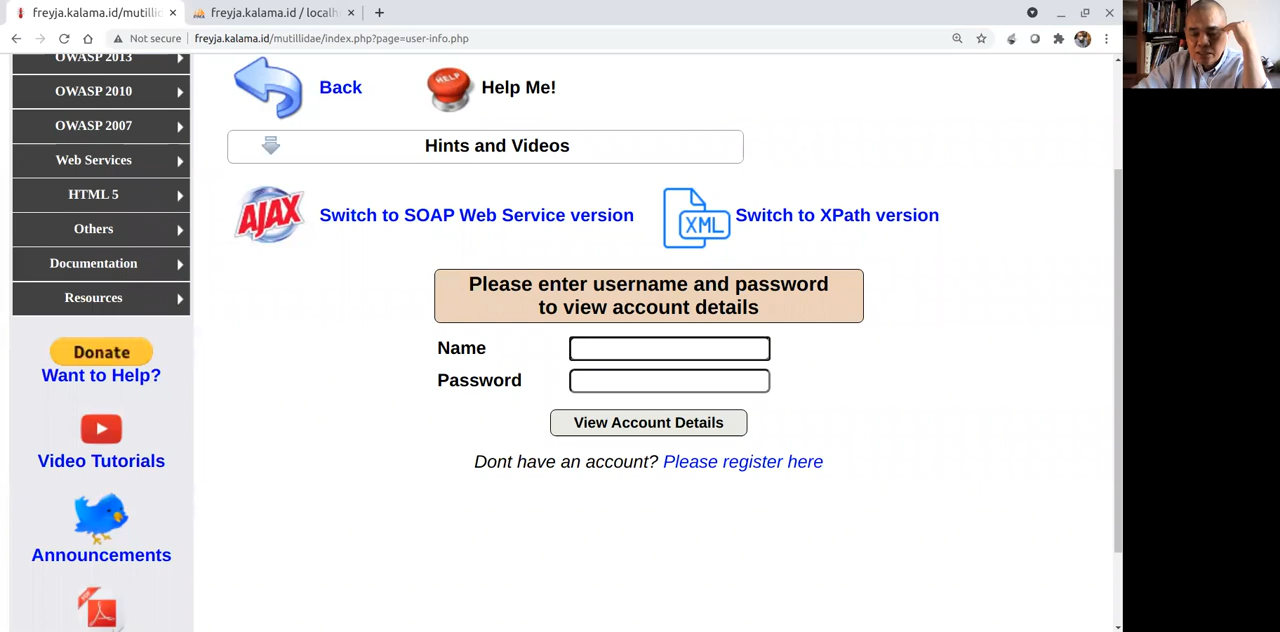 freyja.kalama.id/mutillid
freyja.kalama.id / localh
Not secure
freyja.kalama.id/mutillidae/index.php?page=user-info.php
OWASP 2013
OWASP 2010
OWASP 2007
Web Services
HTML 5
Others
Documentation
Resources
Donate
Want to Help?
Video Tutorials
Announcements
Back
HELP
Help Me!
Hints and Videos
AJAX
Switch to SOAP Web Service version
XML
Switch to XPath version
Please enter username and password
to view account details
Name
Password
View Account Details
Dont have an account? Please register here